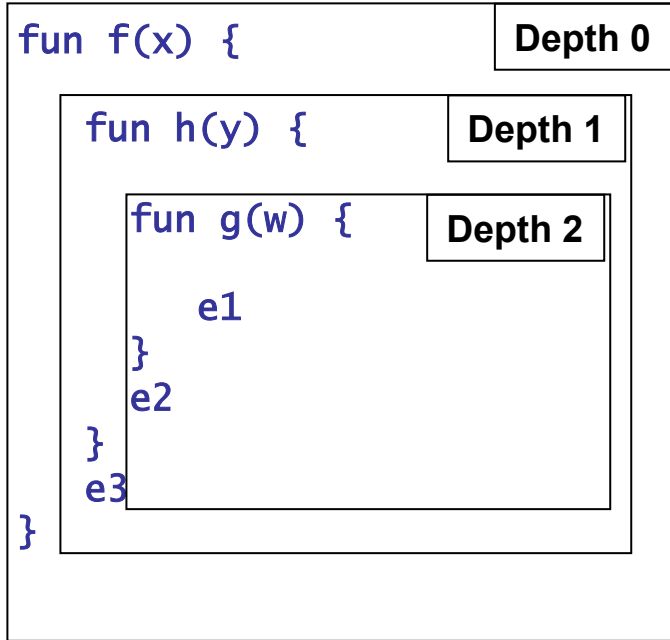 fun f(x) { Depth 0
fun h(y) { Depth 1
fun g(w) { Depth 2
e1
}
e2
}
e3
}